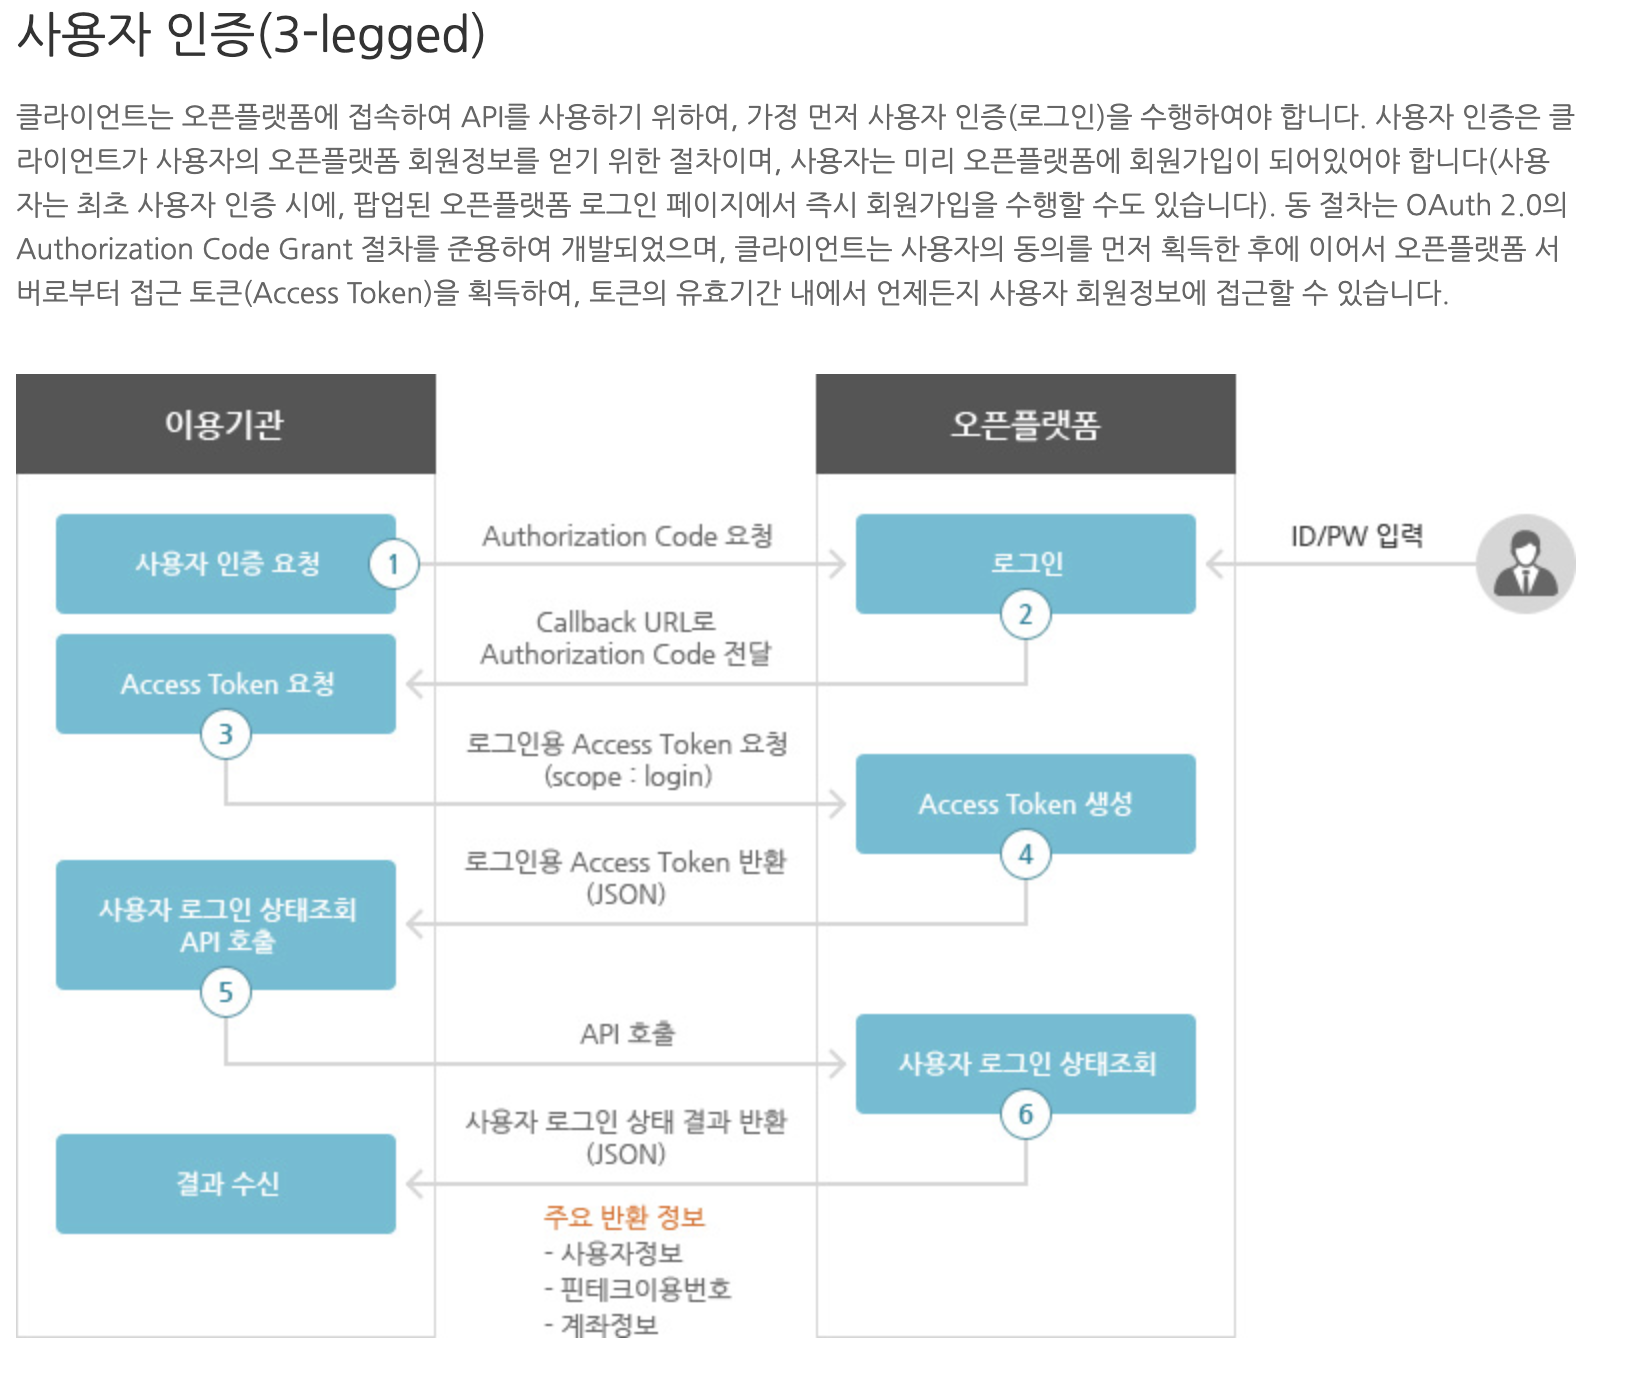 사용자 인증(3-legged)
클라이언트는 오픈플랫폼에 접속하여 API를 사용하기 위하여, 가정 먼저 사용자 인증(로그인)을 수행하여야 합니다. 사용자 인증은 클
라이언트가 사용자의 오픈플랫폼 회원정보를 얻기 위한 절차이며, 사용자는 미리 오픈플랫폼에 회원가입이 되어있어야 합니다(사용
자는 최초 사용자 인증 시에, 팝업된 오픈플랫폼 로그인 페이지에서 즉시 회원가입을 수행할 수도 있습니다). 동 절차는 OAuth 2.0의
Authorization Code Grant 절차를 준용하여 개발되었으며, 클라이언트는 사용자의 동의를 먼저 획득한 후에 이어서 오픈플랫폼 서
버로부터 접근 토큰(Access Token)을 획득하여, 토큰의 유효기간 내에서 언제든지 사용자 회원정보에 접근할 수 있습니다.
이용기관
오픈플랫폼
사용자 인증 요청
1
Authorization Code 요청
로그인
2
ID/PW 입력
Callback URL로
Authorization Code 전달
Access Token 요청
3
로그인용 Access Token 요청
(scope : login)
Access Token 생성
4
로그인용 Access Token 반환
(JSON)
사용자 로그인 상태조회
API 호출
5
API 호출
사용자 로그인 상태조회
6
사용자 로그인 상태 결과 반환
(JSON)
결과 수신
주요 반환 정보
- 사용자정보
- 핀테크이용번호
- 계좌정보